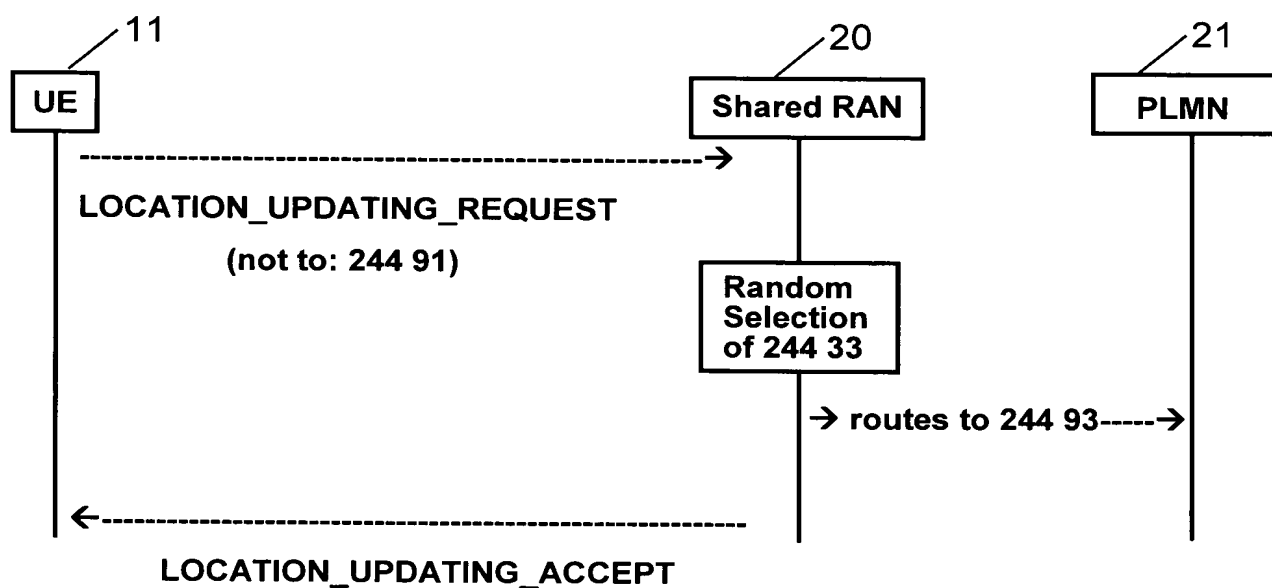 11
20
21
UE
Shared RAN
PLMN
LOCATION_UPDATING_REQUEST
(not to: 244 91)
Random
Selection
of 244 33
routes to 244 93
LOCATION_UPDATING_ACCEPT